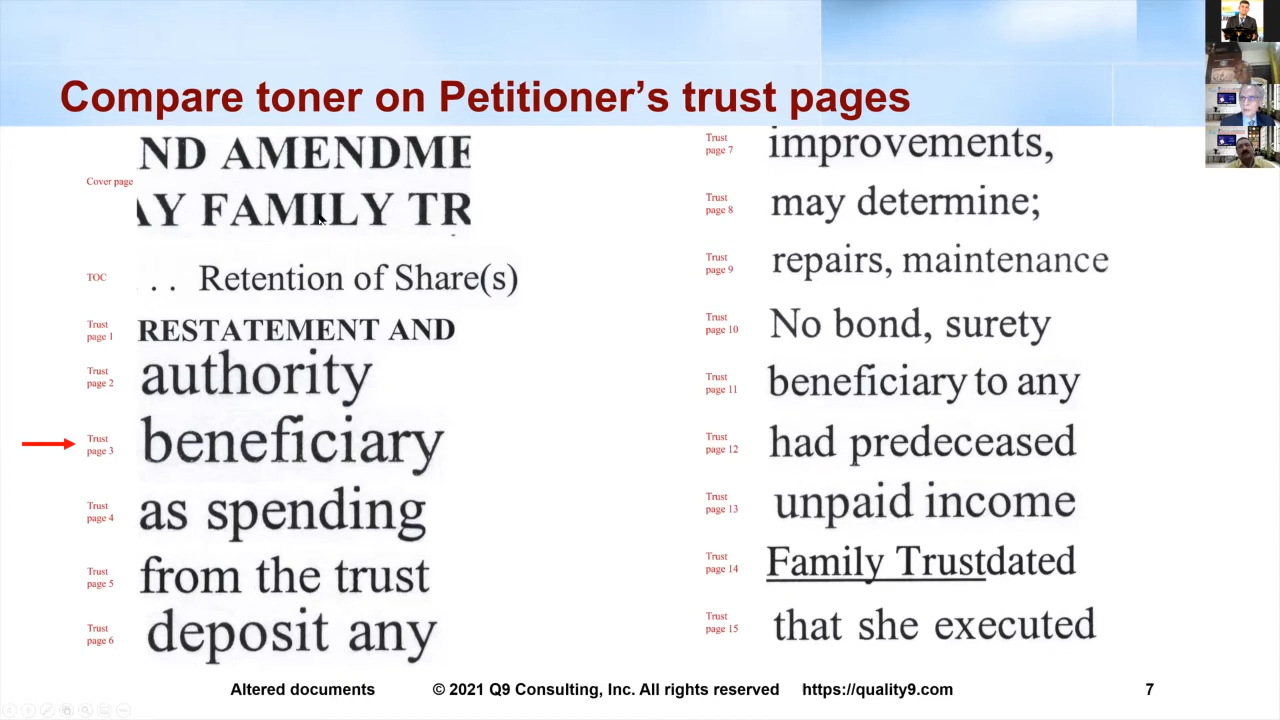 Compare toner on Petitioner's trust pages
Cover page
ND AMENDME
AY FAMILY TR
TOC
. . Retention of Share(s)
Trust
page 1
RESTATEMENT AND
Trust
page 2
authority
Trust
page 3
beneficiary
Trust
page 4
as spending
Trust
page 5
from the trust
Trust
page 6
deposit any
Trust
page 7
improvements,
Trust
page 8
may determine;
Trust
page 9
repairs, maintenance
Trust
page 10
No bond, surety
Trust
page 11
beneficiary to any
Trust
page 12
had predeceased
Trust
page 13
unpaid income
Trust
page 14
Family Trustdated
Trust
page 15
that she executed
Altered documents © 2021 Q9 Consulting, Inc. All rights reserved https://quality9.com 7